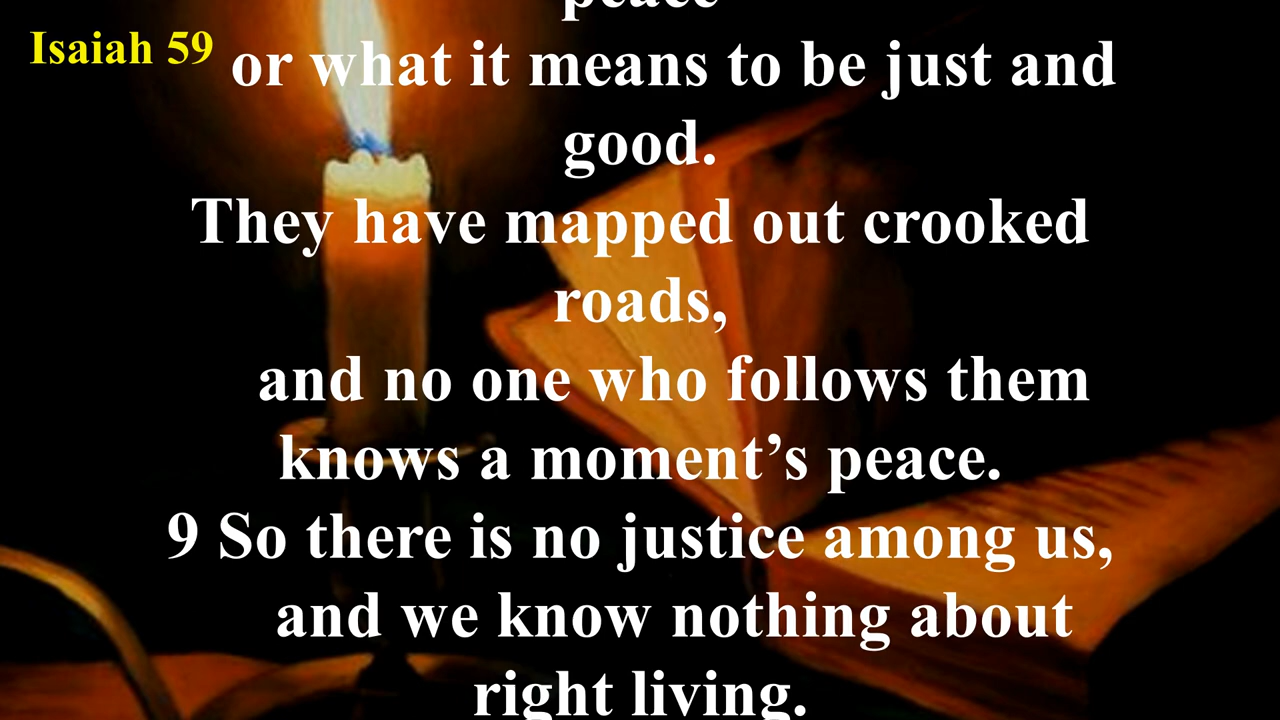 peace
Isaiah 59
or what it means to be just and
good.
They have mapped out crooked
roads,
and no one who follows them
knows a moment’s peace.
9 So there is no justice among us,
and we know nothing about
right living.